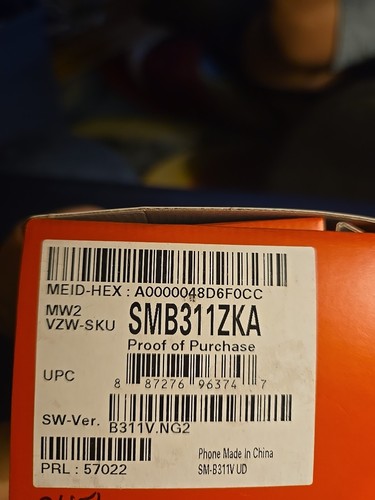 MEID-HEX : A0000048D6F0CC
MW2
VZW-SKU SMB311ZKA
Proof of Purchase
UPC 8 87276 96374 7
SW-Ver. B311V.NG2
Phone Made In China
PRL : 57022 SM-B311V UD